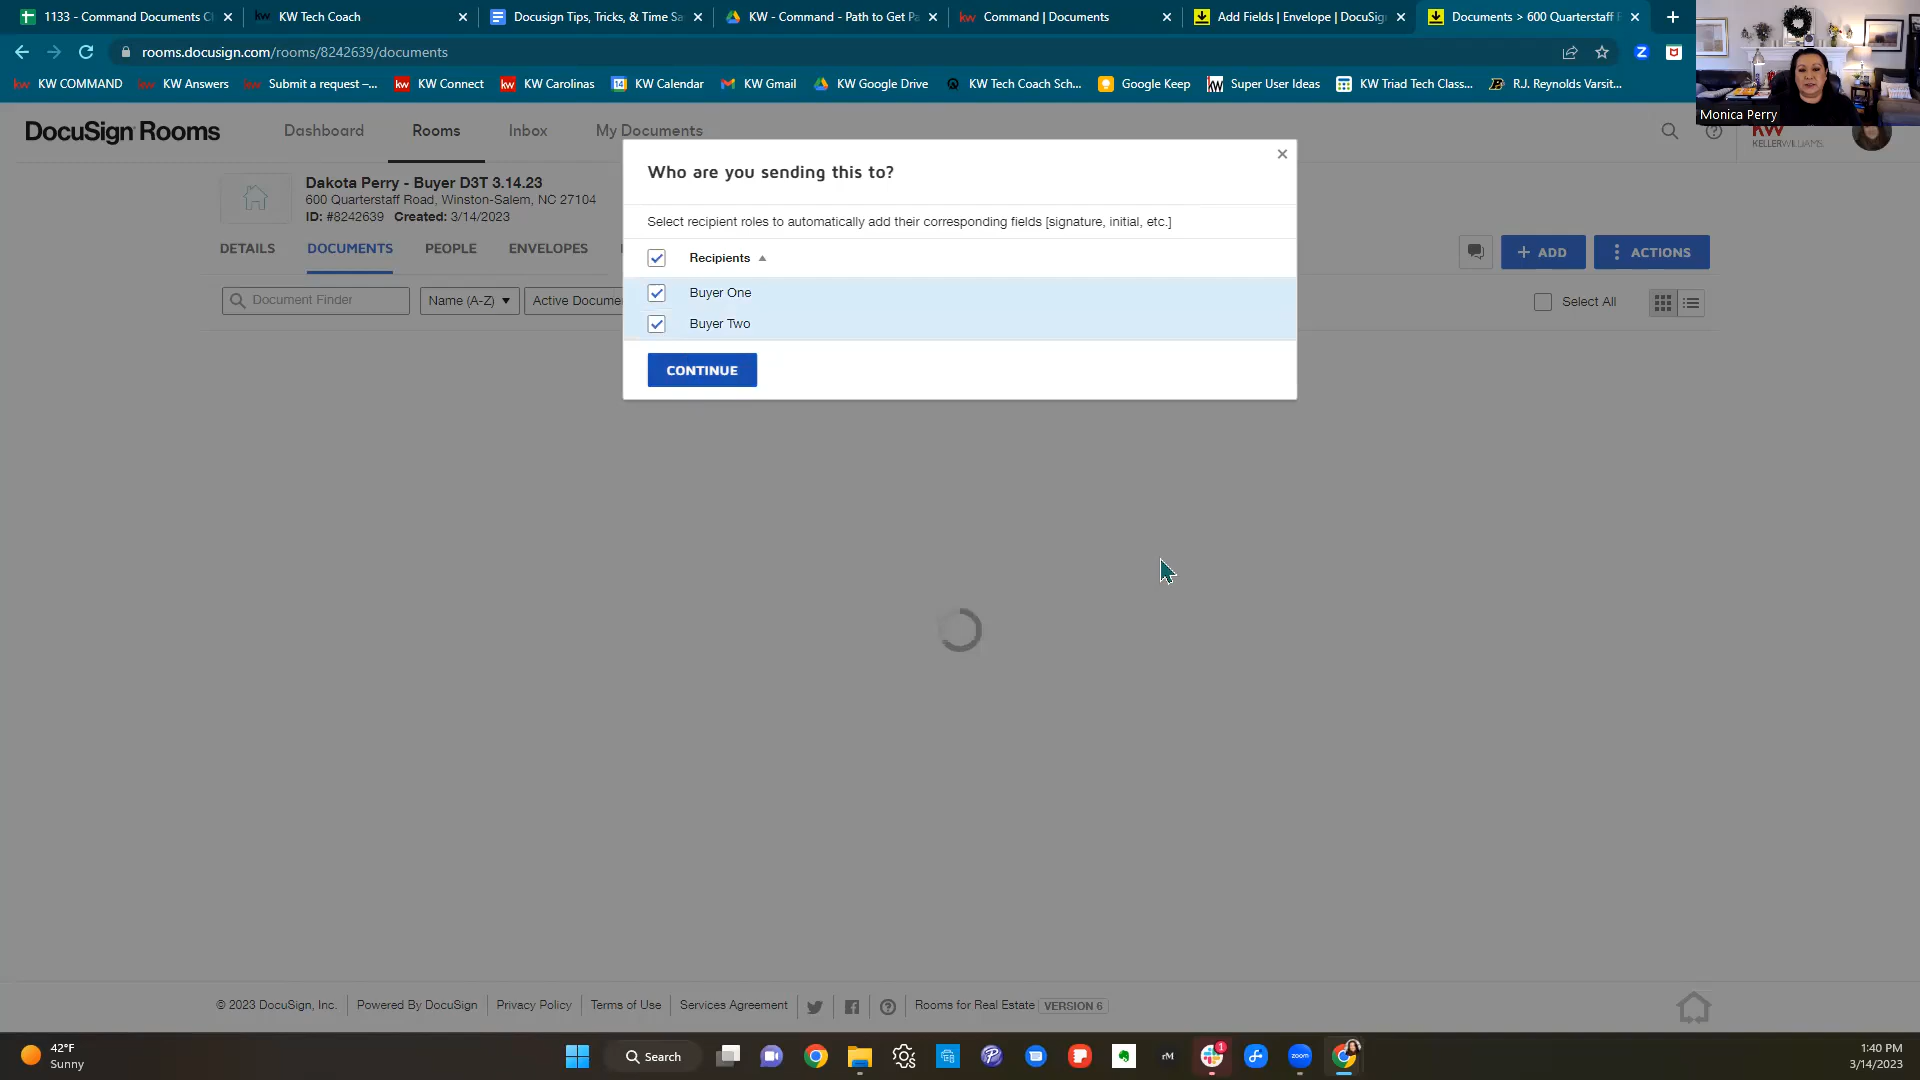 1133 - Command Documents Cl
KW Tech Coach
Docusign Tips, Tricks, & Time Sa
KW - Command - Path to Get Pa
Command | Documents
Add Fields | Envelope | DocuSign
Documents > 600 Quarterstaff R
rooms.docusign.com/rooms/8242639/documents
KW COMMAND
KW Answers
Submit a request –...
KW Connect
KW Carolinas
KW Calendar
KW Gmail
KW Google Drive
KW Tech Coach Sch...
Google Keep
Super User Ideas
KW Triad Tech Class...
R.J. Reynolds Varsit...
Monica Perry
DocuSign Rooms
Dashboard
Rooms
Inbox
My Documents
kw
KELLERWILLIAMS.
Dakota Perry - Buyer D3T 3.14.23
600 Quarterstaff Road, Winston-Salem, NC 27104
ID: #8242639 Created: 3/14/2023
DETAILS
DOCUMENTS
PEOPLE
ENVELOPES
+ ADD
ACTIONS
Document Finder
Name (A-Z)
Active Docume
Select All
Who are you sending this to?
Select recipient roles to automatically add their corresponding fields [signature, initial, etc.]
Recipients
Buyer One
Buyer Two
CONTINUE
© 2023 DocuSign, Inc.
Powered By DocuSign
Privacy Policy
Terms of Use
Services Agreement
Rooms for Real Estate VERSION 6
42°F
Sunny
Search
rM
1
zoom
1:40 PM
3/14/2023